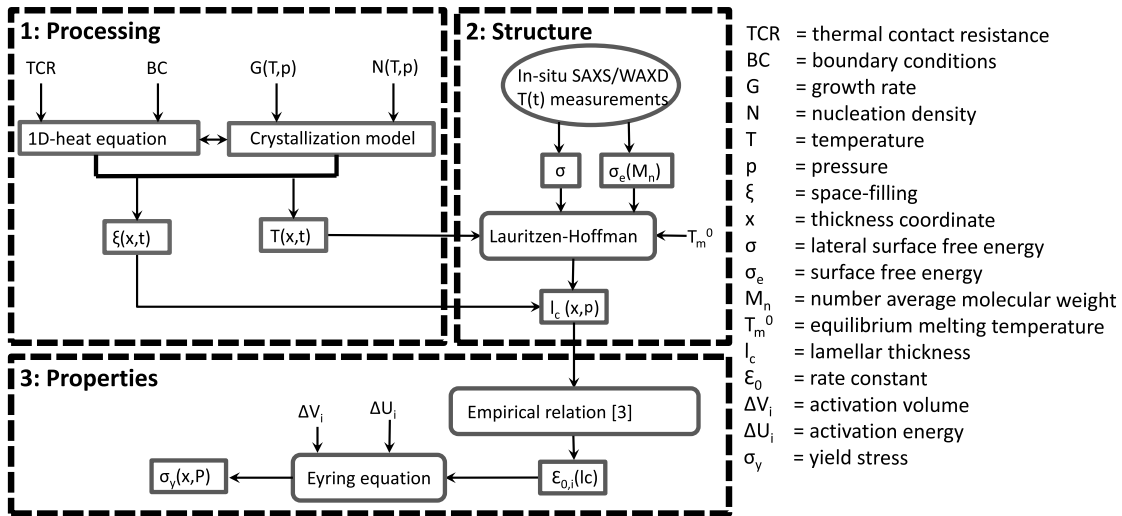 1: Processing
TCR
BC
G(T,p)
N(T,p)
1D-heat equation
Crystallization model
ξ(x,t)
T(x,t)
2: Structure
In-situ SAXS/WAXD
T(t) measurements
σ
σₑ(Mₙ)
Lauritzen-Hoffman
Tₘ⁰
l꜀ (x,p)
3: Properties
Empirical relation [3]
ΔVᵢ
ΔUᵢ
σᵧ(x,P)
Eyring equation
Ɛ₀,ᵢ(lc)
TCR = thermal contact resistance
BC = boundary conditions
G = growth rate
N = nucleation density
T = temperature
p = pressure
ξ = space-filling
x = thickness coordinate
σ = lateral surface free energy
σₑ = surface free energy
Mₙ = number average molecular weight
Tₘ⁰ = equilibrium melting temperature
l꜀ = lamellar thickness
Ɛ₀ = rate constant
ΔVᵢ = activation volume
ΔUᵢ = activation energy
σᵧ = yield stress